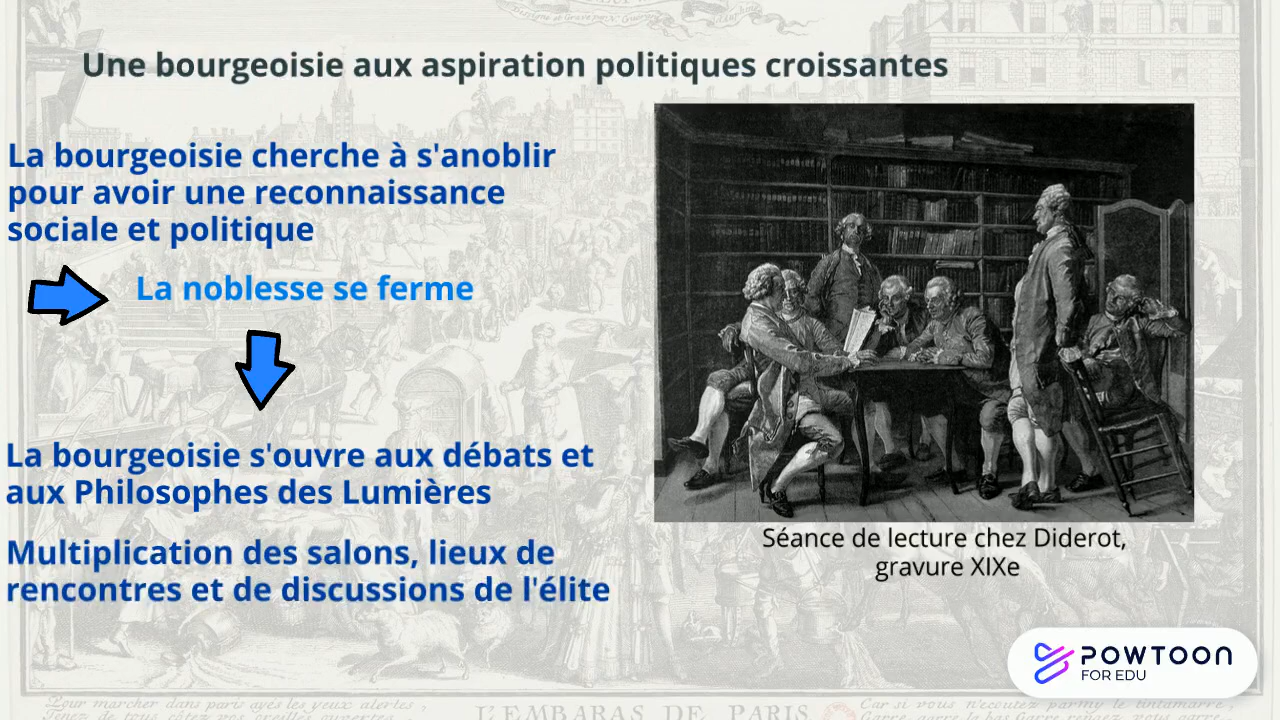 Une bourgeoisie aux aspiration politiques croissantes
La bourgeoisie cherche à s'anoblir
pour avoir une reconnaissance
sociale et politique
La noblesse se ferme
La bourgeoisie s'ouvre aux débats et
aux Philosophes des Lumières
Multiplication des salons, lieux de
rencontres et de discussions de l'élite
Séance de lecture chez Diderot,
gravure XIXe
POWTOON
FOR EDU
L'EMBARAS DE PARIS